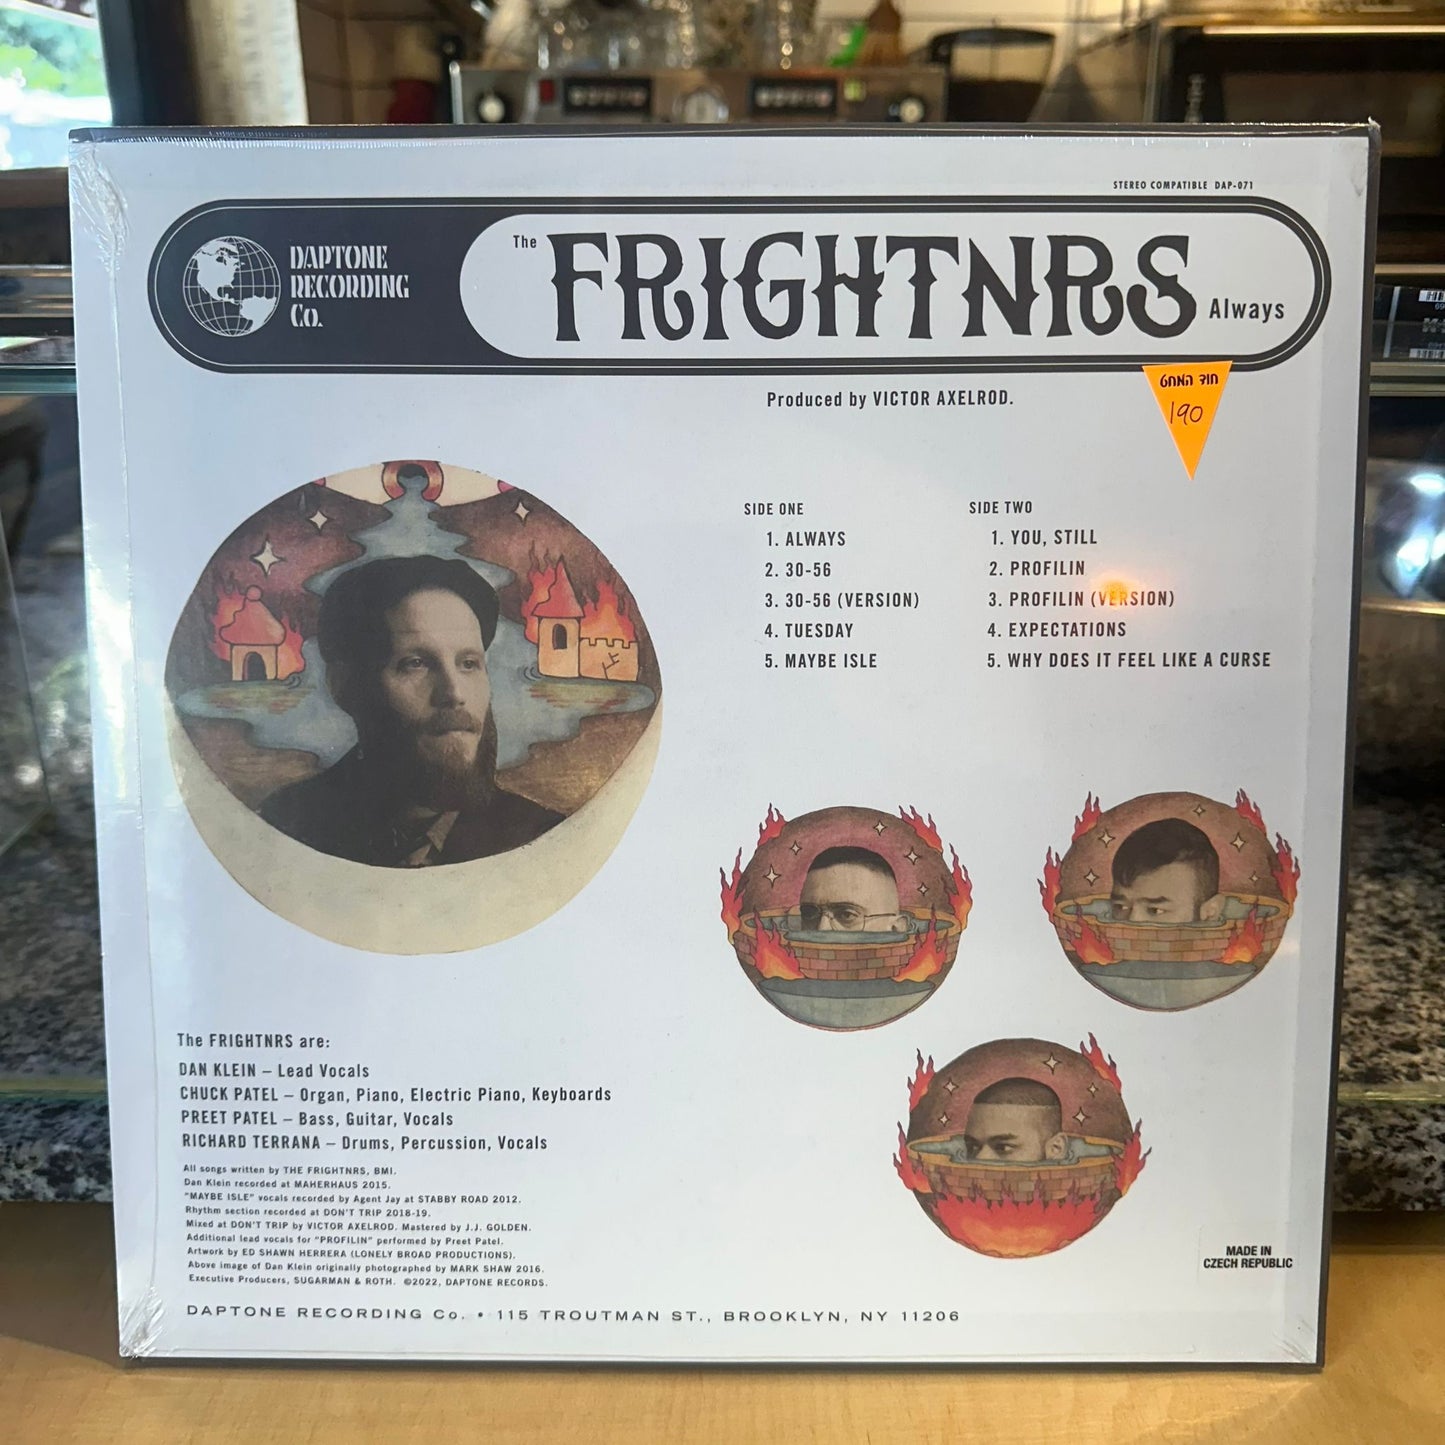 STEREO COMPATIBLE DAP-071
DAPTONE
RECORDING
Co.
The FRIGHTNRS Always
Produced by VICTOR AXELROD.
חוד המחט
190
SIDE ONE
1. ALWAYS
2. 30-56
3. 30-56 (VERSION)
4. TUESDAY
5. MAYBE ISLE
SIDE TWO
1. YOU, STILL
2. PROFILIN
3. PROFILIN (VERSION)
4. EXPECTATIONS
5. WHY DOES IT FEEL LIKE A CURSE
The FRIGHTNRS are:
DAN KLEIN – Lead Vocals
CHUCK PATEL – Organ, Piano, Electric Piano, Keyboards
PREET PATEL – Bass, Guitar, Vocals
RICHARD TERRANA – Drums, Percussion, Vocals
All songs written by THE FRIGHTNRS, BMI.
Dan Klein recorded at MAHERHAUS 2015.
"MAYBE ISLE" vocals recorded by Agent Jay at STABBY ROAD 2012.
Rhythm section recorded at DON'T TRIP 2018-19.
Mixed at DON'T TRIP by VICTOR AXELROD. Mastered by J.J. GOLDEN.
Additional lead vocals for "PROFILIN" performed by Preet Patel.
Artwork by ED SHAWN HERRERA (LONELY BROAD PRODUCTIONS).
Above image of Dan Klein originally photographed by MARK SHAW 2016.
Executive Producers, SUGARMAN & ROTH. ©2022, DAPTONE RECORDS.
MADE IN
CZECH REPUBLIC
DAPTONE RECORDING Co. • 115 TROUTMAN ST., BROOKLYN, NY 11206